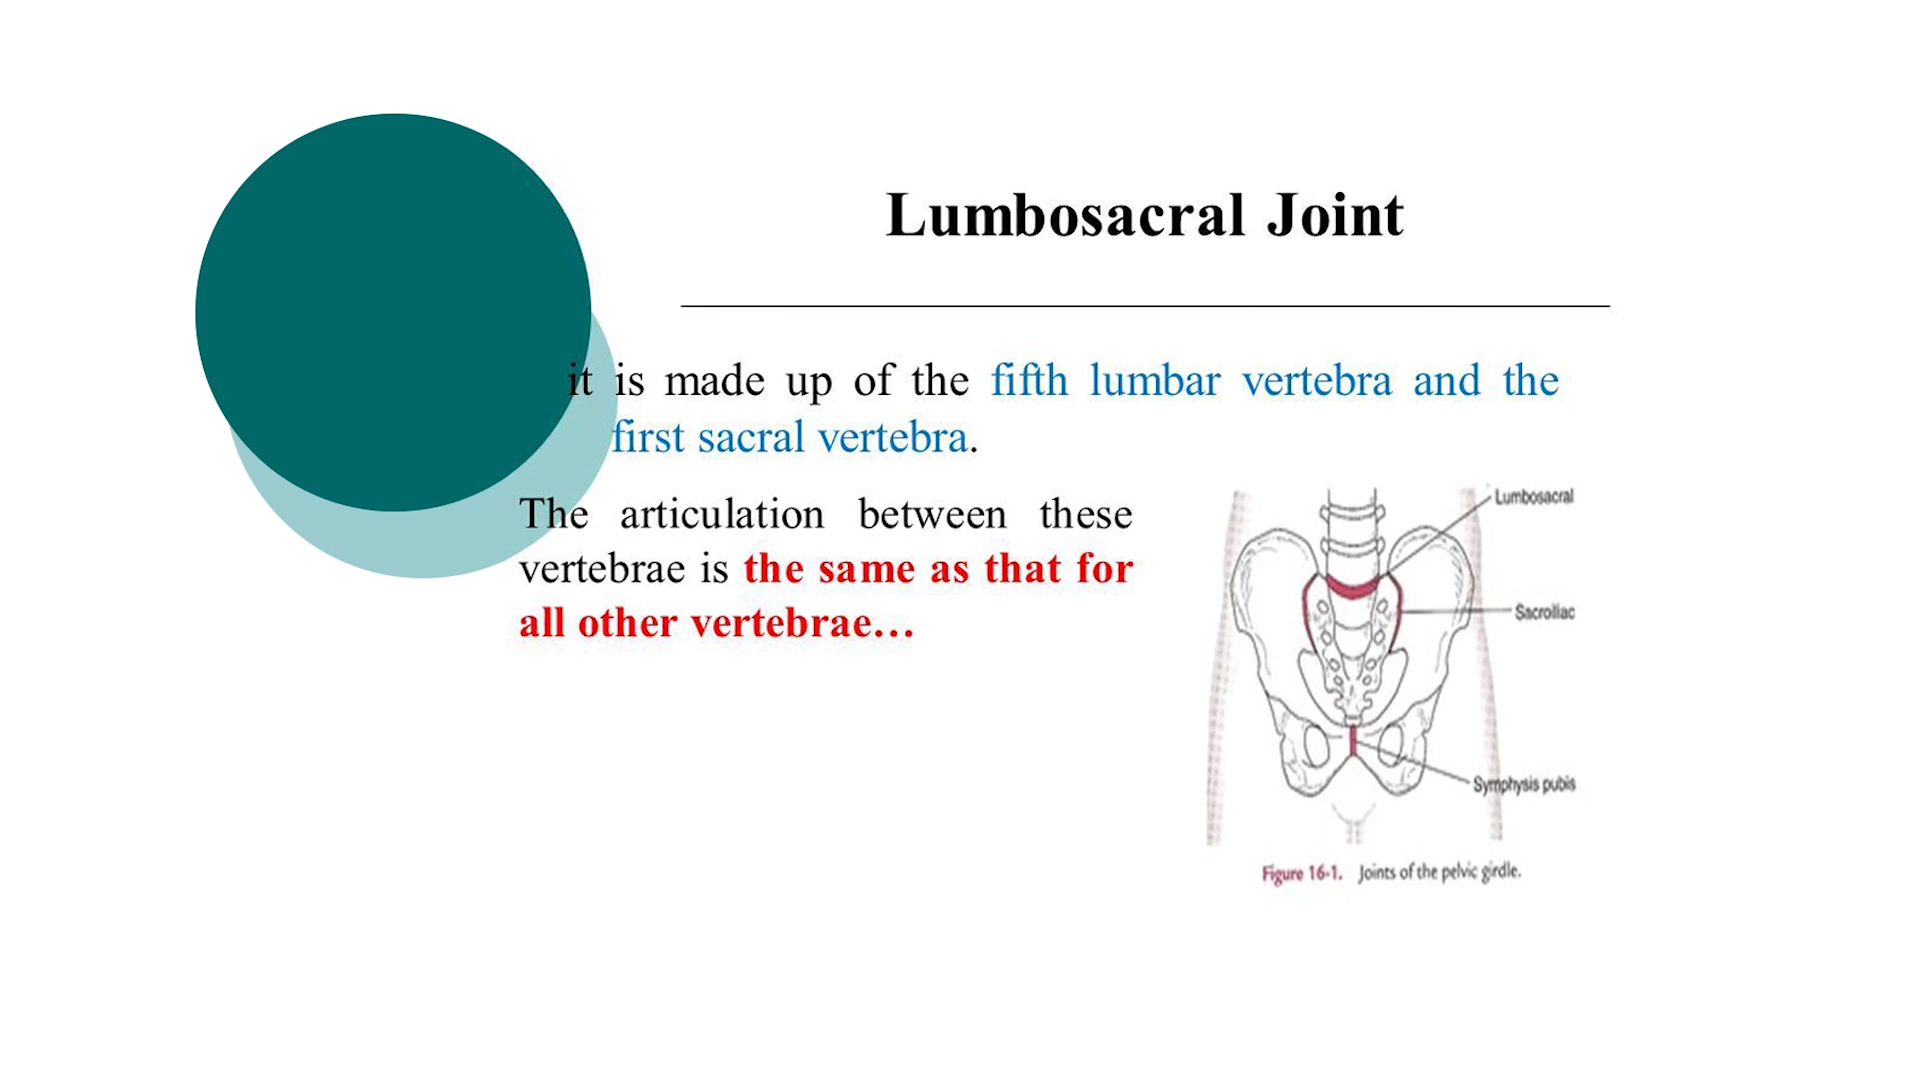 Lumbosacral Joint
it is made up of the fifth lumbar vertebra and the
first sacral vertebra.
The articulation between these
vertebrae is the same as that for
all other vertebrae...
Lumbosacral
Sacroiliac
Symphysis pubis
Figure 16-1. Joints of the pelvic girdle.